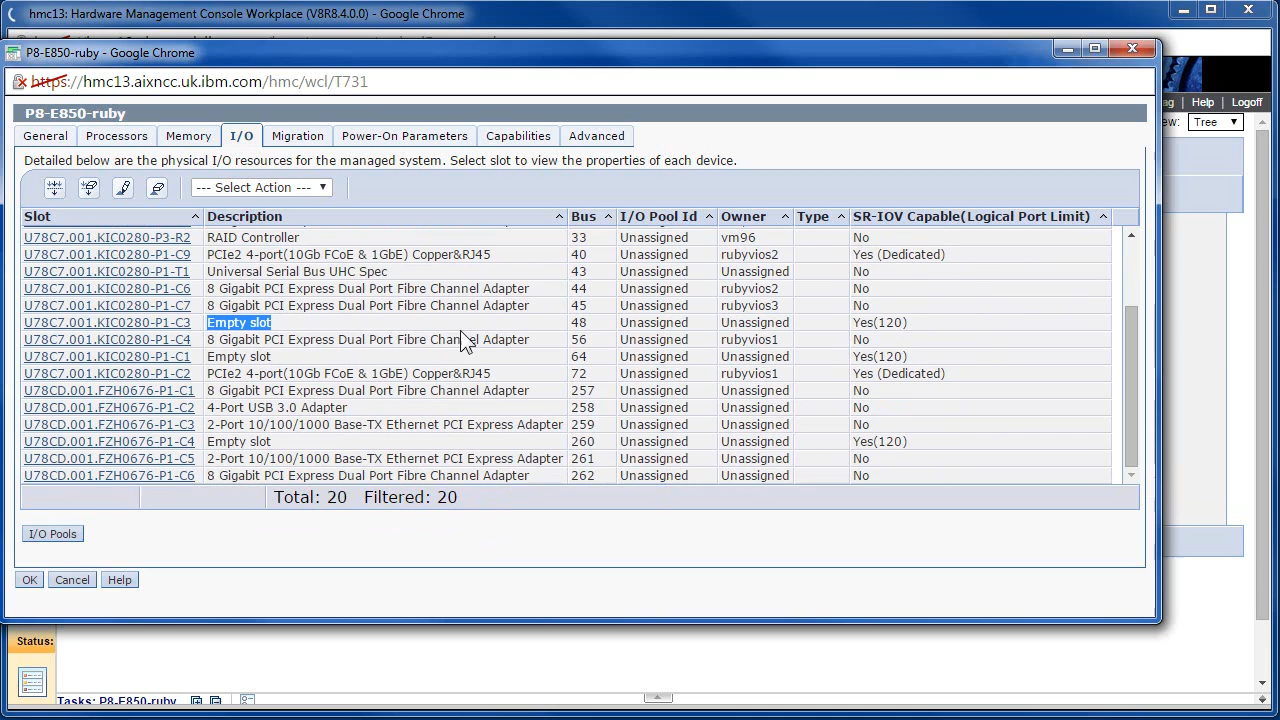 hmc13: Hardware Management Console Workplace (V8R8.4.0.0) - Google Chrome
P8-E850-ruby - Google Chrome
https://hmc13.aixncc.uk.ibm.com/hmc/wcl/T731
Help | Logoff
P8-E850-ruby
General Processors Memory I/O Migration Power-On Parameters Capabilities Advanced
Tree
Detailed below are the physical I/O resources for the managed system. Select slot to view the properties of each device.
--- Select Action ---
Slot Description Bus I/O Pool Id Owner Type SR-IOV Capable(Logical Port Limit)
U78C7.001.KIC0280-P3-R2 RAID Controller 33 Unassigned vm96 No
U78C7.001.KIC0280-P1-C9 PCIe2 4-port(10Gb FCoE & 1GbE) Copper&RJ45 40 Unassigned rubyvios2 Yes (Dedicated)
U78C7.001.KIC0280-P1-T1 Universal Serial Bus UHC Spec 43 Unassigned Unassigned No
U78C7.001.KIC0280-P1-C6 8 Gigabit PCI Express Dual Port Fibre Channel Adapter 44 Unassigned rubyvios2 No
U78C7.001.KIC0280-P1-C7 8 Gigabit PCI Express Dual Port Fibre Channel Adapter 45 Unassigned rubyvios3 No
U78C7.001.KIC0280-P1-C3 Empty slot 48 Unassigned Unassigned Yes(120)
U78C7.001.KIC0280-P1-C4 8 Gigabit PCI Express Dual Port Fibre Channel Adapter 56 Unassigned rubyvios1 No
U78C7.001.KIC0280-P1-C1 Empty slot 64 Unassigned Unassigned Yes(120)
U78C7.001.KIC0280-P1-C2 PCIe2 4-port(10Gb FCoE & 1GbE) Copper&RJ45 72 Unassigned rubyvios1 Yes (Dedicated)
U78CD.001.FZH0676-P1-C1 8 Gigabit PCI Express Dual Port Fibre Channel Adapter 257 Unassigned Unassigned No
U78CD.001.FZH0676-P1-C2 4-Port USB 3.0 Adapter 258 Unassigned Unassigned No
U78CD.001.FZH0676-P1-C3 2-Port 10/100/1000 Base-TX Ethernet PCI Express Adapter 259 Unassigned Unassigned No
U78CD.001.FZH0676-P1-C4 Empty slot 260 Unassigned Unassigned Yes(120)
U78CD.001.FZH0676-P1-C5 2-Port 10/100/1000 Base-TX Ethernet PCI Express Adapter 261 Unassigned Unassigned No
U78CD.001.FZH0676-P1-C6 8 Gigabit PCI Express Dual Port Fibre Channel Adapter 262 Unassigned Unassigned No
Total: 20 Filtered: 20
I/O Pools
OK Cancel Help
Status:
Tasks: P8-E850-ruby